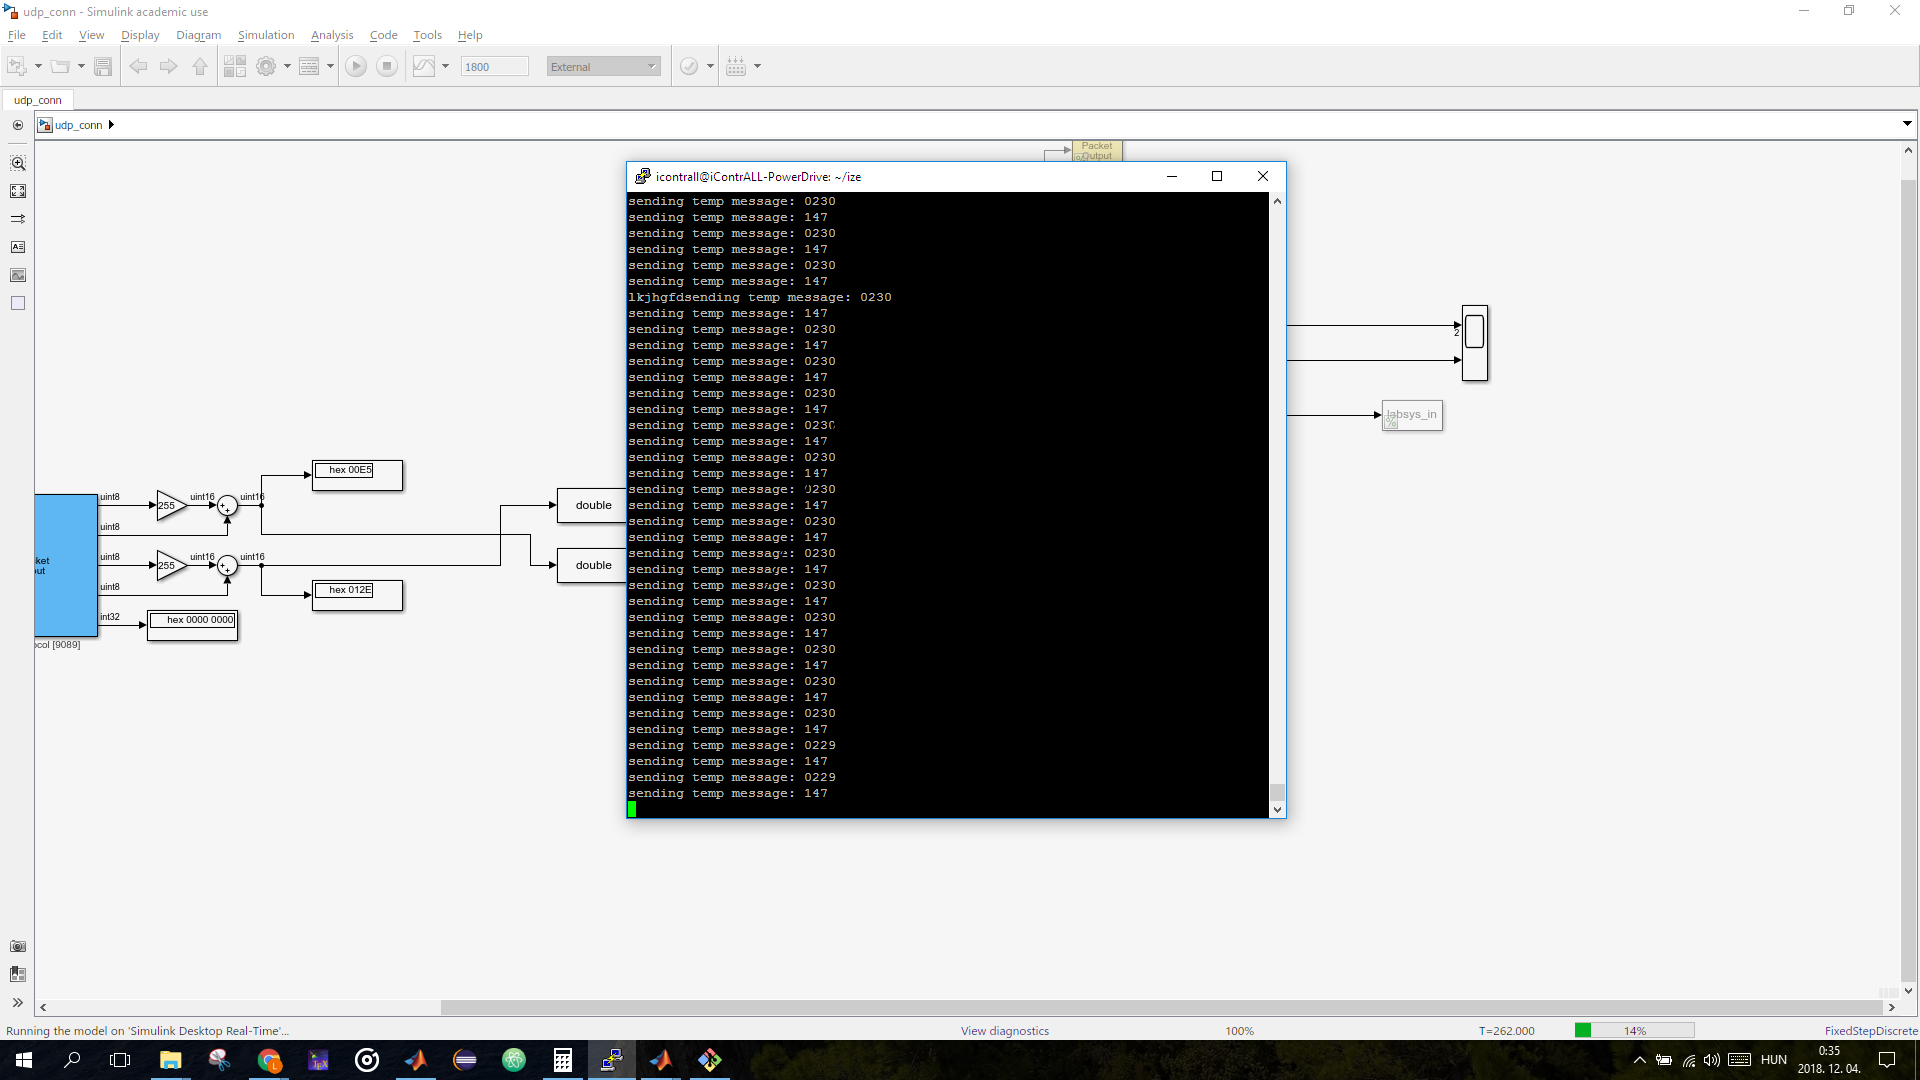 udp_conn - Simulink academic use
File Edit View Display Diagram Simulation Analysis Code Tools Help
1800 External
udp_conn
udp_conn
Packet
Output
icontrall@iContrALL-PowerDrive: ~/ize
sending temp message: 0230
sending temp message: 147
sending temp message: 0230
sending temp message: 147
sending temp message: 0230
sending temp message: 147
lkjhgfdsending temp message: 0230
sending temp message: 147
sending temp message: 0230
sending temp message: 147
sending temp message: 0230
sending temp message: 147
sending temp message: 0230
sending temp message: 147
sending temp message: 0230
sending temp message: 147
sending temp message: 0230
sending temp message: 147
sending temp message: 0230
sending temp message: 147
sending temp message: 0230
sending temp message: 147
sending temp message: 0230
sending temp message: 147
sending temp message: 0230
sending temp message: 147
sending temp message: 0230
sending temp message: 147
sending temp message: 0230
sending temp message: 147
sending temp message: 0230
sending temp message: 147
sending temp message: 0230
sending temp message: 147
sending temp message: 0229
sending temp message: 147
sending temp message: 0229
sending temp message: 147
2
labsys_in
hex 00E5
uint8 255 uint16 uint16
double
uint8
uint8 255 uint16 uint16
double
uint8
hex 012E
int32
hex 0000 0000
ket
ut
ocol [9089]
Running the model on 'Simulink Desktop Real-Time'... View diagnostics 100% T=262.000 14% FixedStepDiscrete
HUN
0:35
2018. 12. 04.